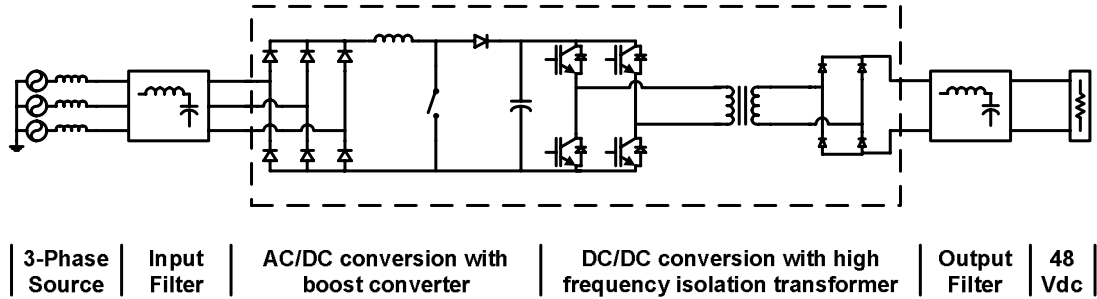 3-Phase Source
Input Filter
AC/DC conversion with boost converter
DC/DC conversion with high frequency isolation transformer
Output Filter
48 Vdc